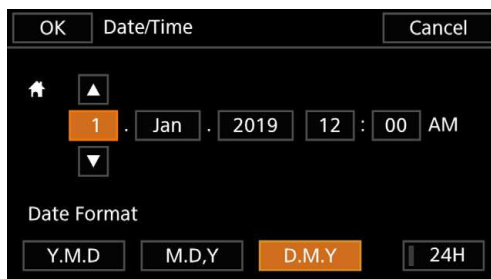 OK Date/Time Cancel
1 . Jan . 2019 12 : 00 AM
Date Format
Y.M.D M.D,Y D.M.Y 24H